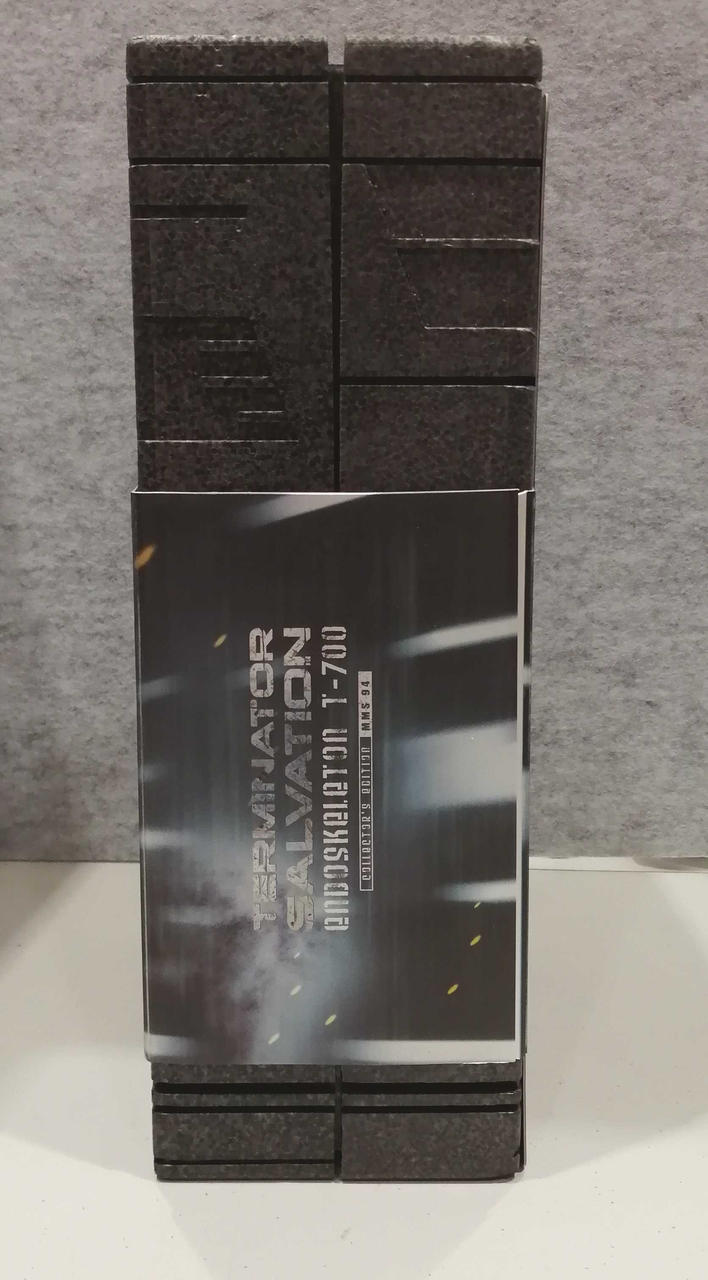 TERMINATOR
SALVATION
ENDOSKELETON T-700
COLLECTOR'S EDITION MMS 94